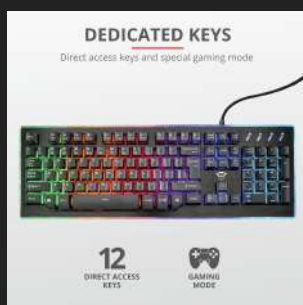 DEDICATED KEYS
Direct access keys and special gaming mode
12
DIRECT ACCESS
KEYS
GAMING
MODE